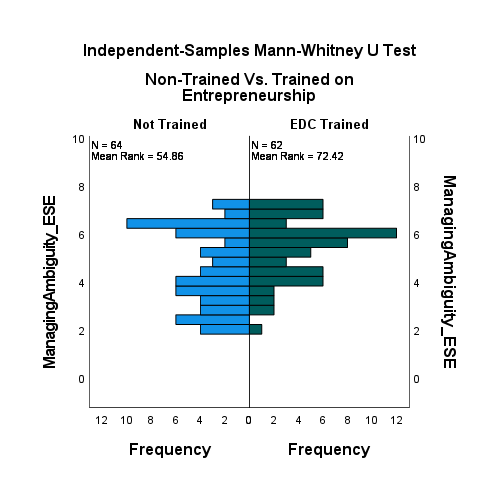 Independent-Samples Mann-Whitney U Test
Non-Trained Vs. Trained on
Entrepreneurship
Not Trained
EDC Trained
N = 64
Mean Rank = 54.86
N = 62
Mean Rank = 72.42
ManagingAmbiguity_ESE
10
8
6
4
2
0
10
8
6
4
2
0
ManagingAmbiguity_ESE
12 10 8 6 4 2 0 2 4 6 8 10 12
Frequency
Frequency